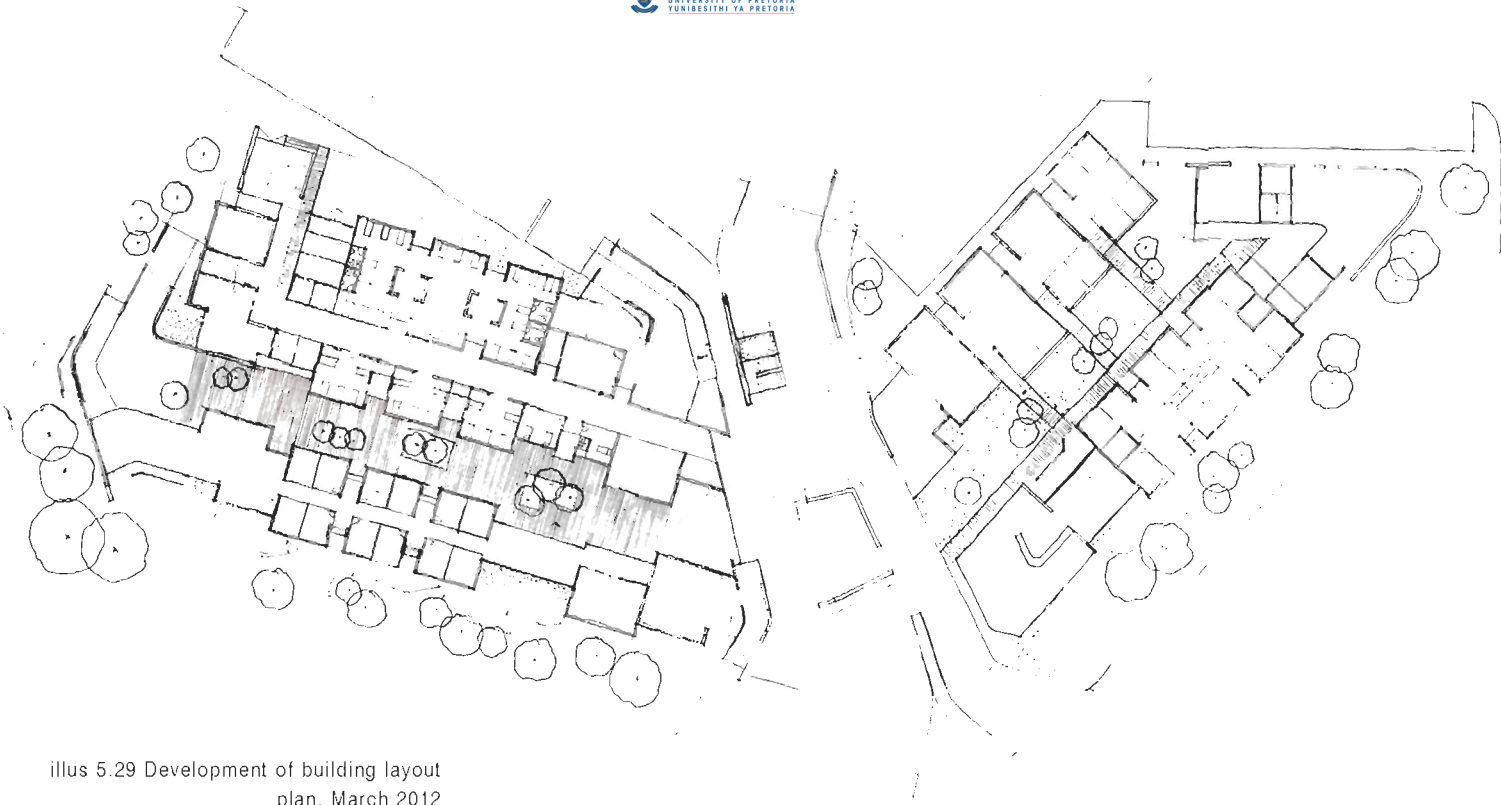 UNIVERSITY OF PRETORIA
YUNIBESITHI YA PRETORIA
illus 5.29 Development of building layout
plan, March 2012